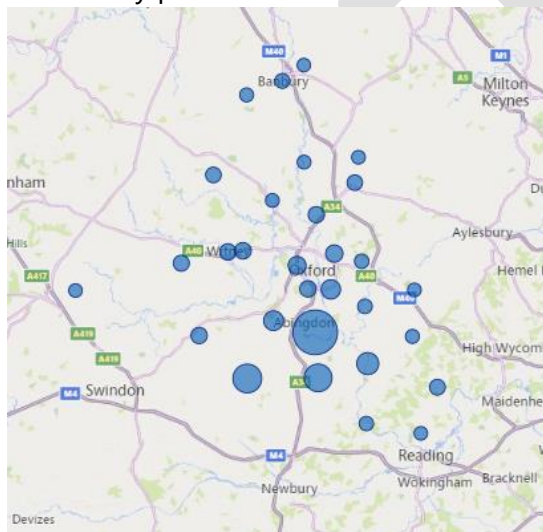 M40
M1
Banbury
A5
Milton
Keynes
nham
A34
Aylesbury
Hills
A40
Witney
A417
Oxford
A40
Hemel H
M40
A419
Abingdon
High Wycom
A419
Swindon
M4
A34
Maidenhe
M4
Reading
Newbury
Wokingham
Bracknell
Devizes